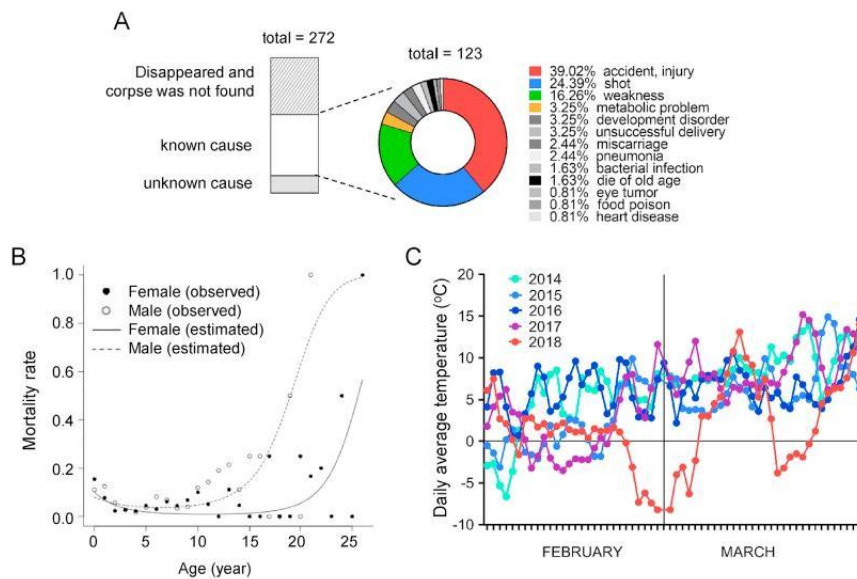 A
total = 272
total = 123
Disappeared and
corpse was not found
known cause
unknown cause
39.02% accident, injury
24.39% shot
16.26% weakness
3.25% metabolic problem
3.25% development disorder
3.25% unsuccessful delivery
2.44% miscarriage
2.44% pneumonia
1.63% bacterial infection
1.63% die of old age
0.81% eye tumor
0.81% food poison
0.81% heart disease
B
Mortality rate
1.0
0.8
0.6
0.4
0.2
0.0
Female (observed)
Male (observed)
Female (estimated)
Male (estimated)
0 5 10 15 20 25
Age (year)
C
Daily average temperature (°C)
20
15
10
5
0
-5
-10
2014
2015
2016
2017
2018
FEBRUARY MARCH